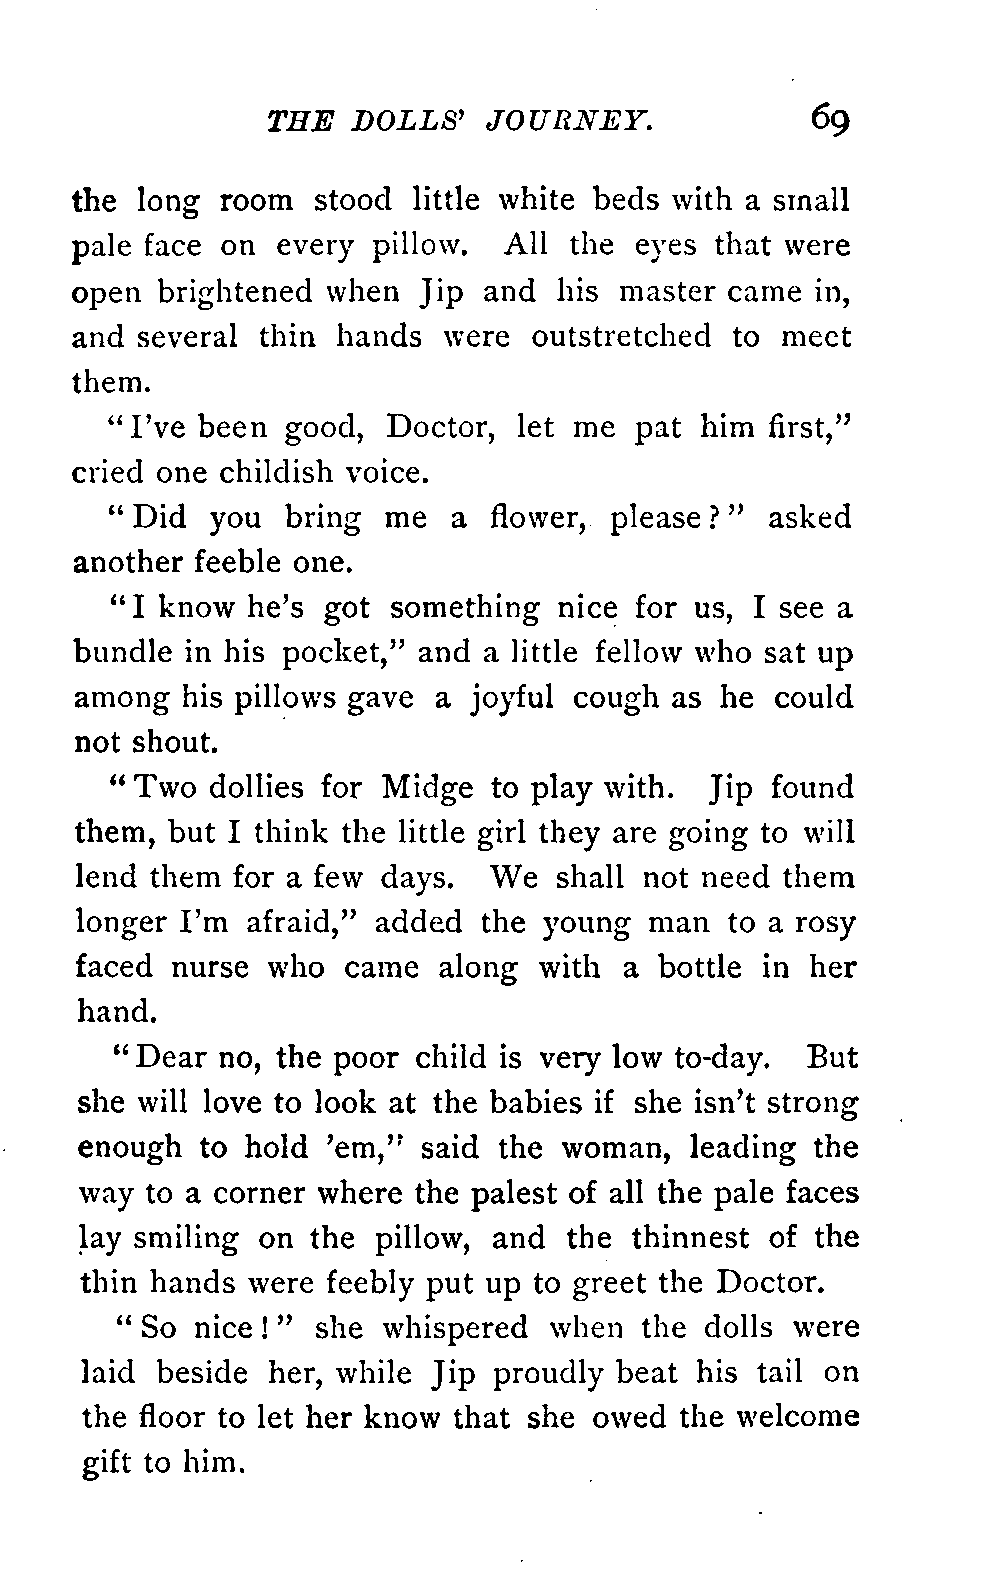 THE DOLLS' JOURNEY. 69
the long room stood little white beds with a small
pale face on every pillow. All the eyes that were
open brightened when Jip and his master came in,
and several thin hands were outstretched to meet
them.
"I've been good, Doctor, let me pat him first,"
cried one childish voice.
"Did you bring me a flower, please?" asked
another feeble one.
"I know he's got something nice for us, I see a
bundle in his pocket," and a little fellow who sat up
among his pillows gave a joyful cough as he could
not shout.
"Two dollies for Midge to play with. Jip found
them, but I think the little girl they are going to will
lend them for a few days. We shall not need them
longer I'm afraid," added the young man to a rosy
faced nurse who came along with a bottle in her
hand.
"Dear no, the poor child is very low to-day. But
she will love to look at the babies if she isn't strong
enough to hold 'em," said the woman, leading the
way to a corner where the palest of all the pale faces
lay smiling on the pillow, and the thinnest of the
thin hands were feebly put up to greet the Doctor.
"So nice!" she whispered when the dolls were
laid beside her, while Jip proudly beat his tail on
the floor to let her know that she owed the welcome
gift to him.